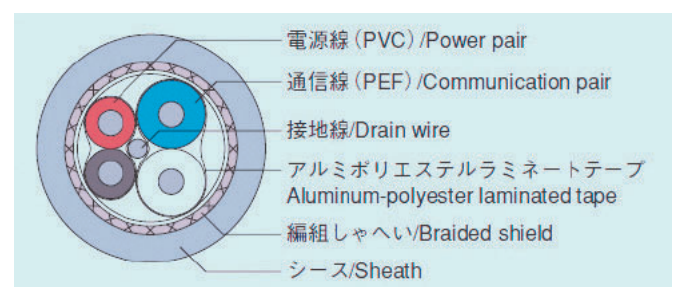 電源線（PVC）/Power pair
通信線（PEF）/Communication pair
接地線/Drain wire
アルミポリエステルラミネートテープ
Aluminum-polyester laminated tape
編組しゃへい/Braided shield
シース/Sheath